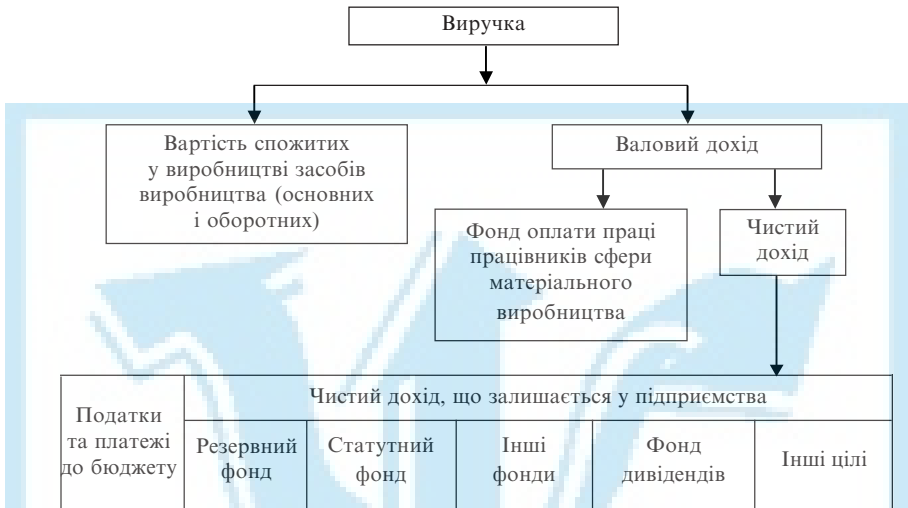 Виручка
Вартість спожитих
у виробництві засобів
виробництва (основних
і оборотних)
Валовий дохід
Фонд оплати праці
працівників сфери
матеріального
виробництва
Чистий
дохід
Податки
та платежі
до бюджету
Чистий дохід, що залишається у підприємства
Резервний
фонд
Статутний
фонд
Інші
фонди
Фонд
дивідендів
Інші цілі